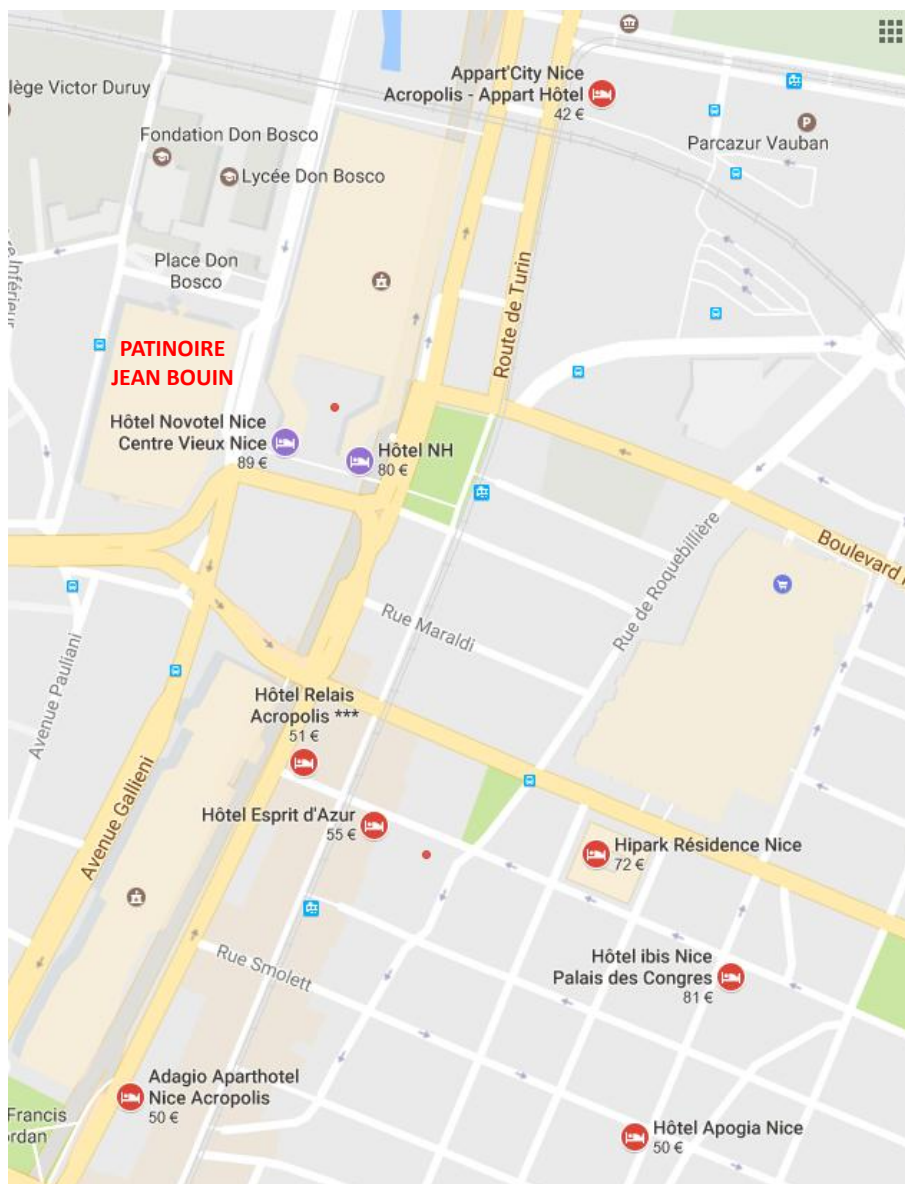 Appart'City Nice
Acropolis - Appart Hôtel
42 €
lège Victor Duruy
Fondation Don Bosco
Lycée Don Bosco
P
Parcazur Vauban
Place Don
Bosco
re Inférieur
Route de Turin
PATINOIRE
JEAN BOUIN
Hôtel Novotel Nice
Centre Vieux Nice
89 €
Hôtel NH
80 €
Boulevard
Rue de Roquebillière
Rue Maraldi
Avenue Pauliani
Hôtel Relais
Acropolis ***
51 €
Avenue Gallieni
Hôtel Esprit d'Azur
55 €
Hipark Résidence Nice
72 €
Rue Smolett
Hôtel ibis Nice
Palais des Congres
81 €
Adagio Aparthotel
Nice Acropolis
50 €
Francis
ordan
Hôtel Apogia Nice
50 €